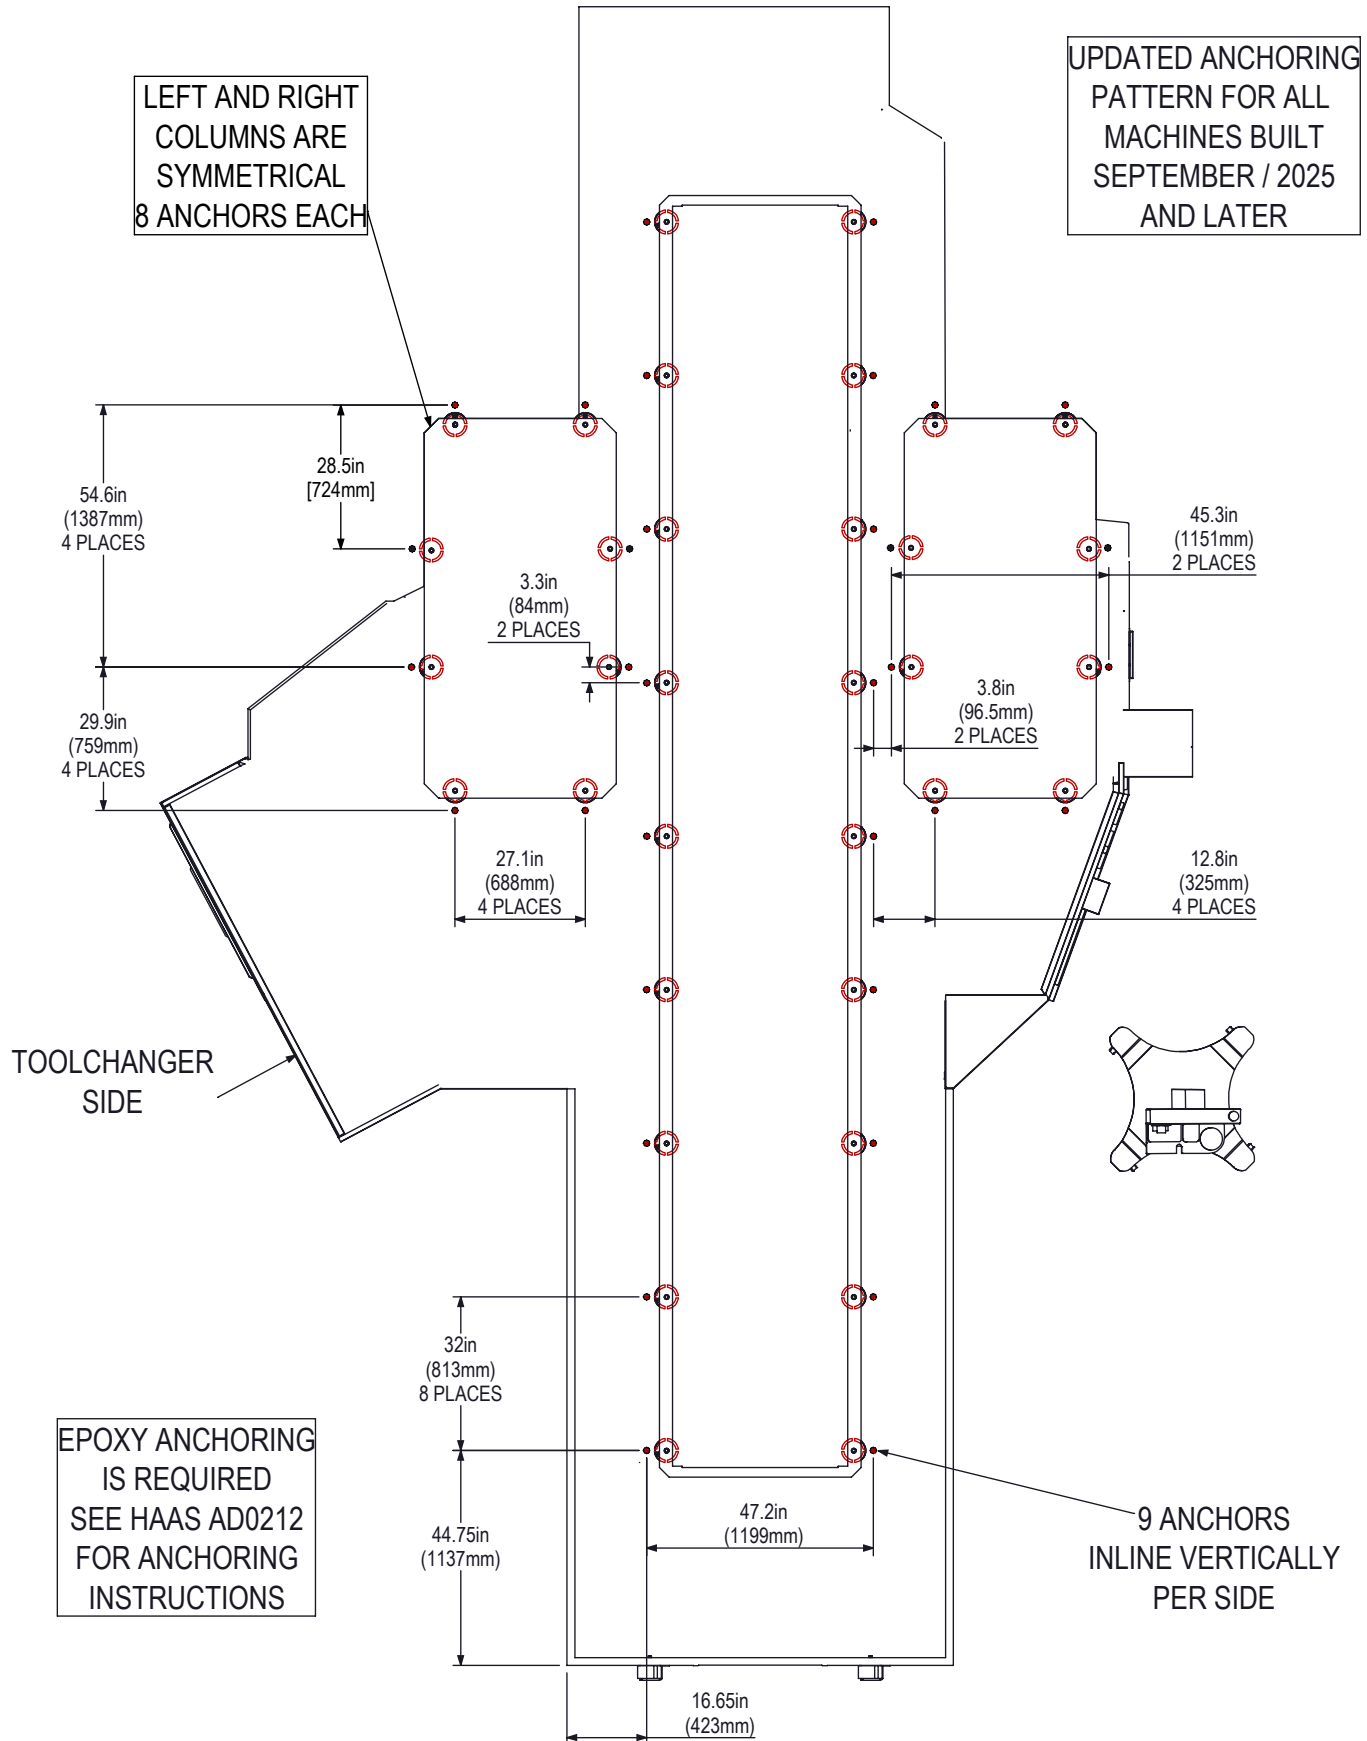 LEFT AND RIGHT
COLUMNS ARE
SYMMETRICAL
8 ANCHORS EACH
UPDATED ANCHORING
PATTERN FOR ALL
MACHINES BUILT
SEPTEMBER / 2025
AND LATER
28.5in
[724mm]
54.6in
(1387mm)
4 PLACES
45.3in
(1151mm)
2 PLACES
3.3in
(84mm)
2 PLACES
3.8in
(96.5mm)
2 PLACES
29.9in
(759mm)
4 PLACES
27.1in
(688mm)
4 PLACES
12.8in
(325mm)
4 PLACES
TOOLCHANGER
SIDE
32in
(813mm)
8 PLACES
EPOXY ANCHORING
IS REQUIRED
SEE HAAS AD0212
FOR ANCHORING
INSTRUCTIONS
44.75in
(1137mm)
47.2in
(1199mm)
9 ANCHORS
INLINE VERTICALLY
PER SIDE
16.65in
(423mm)